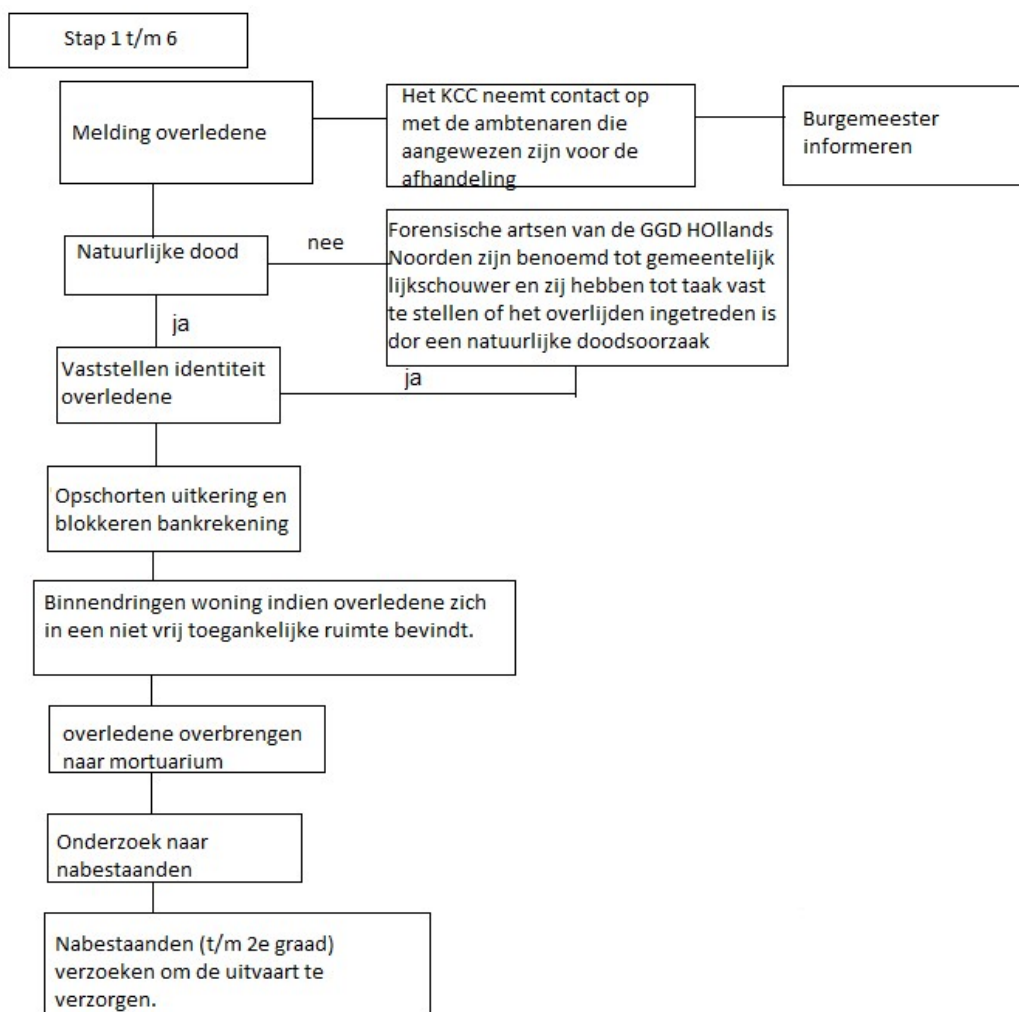 Stap 1 t/m 6
Melding overledene
Het KCC neemt contact op
met de ambtenaren die
aangewezen zijn voor de
afhandeling
Burgemeester
informeren
Natuurlijke dood
nee
Forensische artsen van de GGD HOllands
Noorden zijn benoemd tot gemeentelijk
lijkschouwer en zij hebben tot taak vast
te stellen of het overlijden ingetreden is
dor een natuurlijke doodsoorzaak
ja
Vaststellen identiteit
overledene
ja
Opschorten uitkering en
blokkeren bankrekening
Binnendringen woning indien overledene zich
in een niet vrij toegankelijke ruimte bevindt.
overledene overbrengen
naar mortuarium
Onderzoek naar
nabestaanden
Nabestaanden (t/m 2e graad)
verzoeken om de uitvaart te
verzorgen.